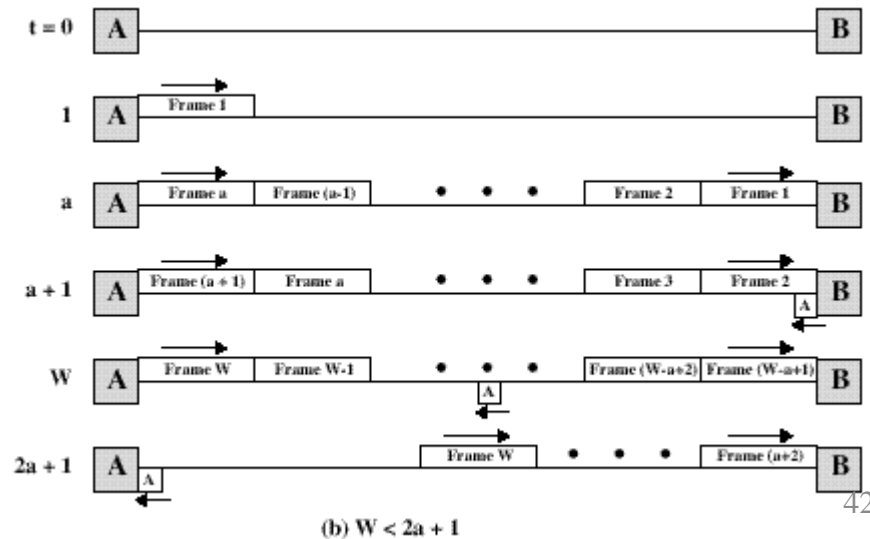 t = 0 A B
1 A Frame 1 B
a A Frame a Frame (a-1) • • • Frame 2 Frame 1 B
a + 1 A Frame (a + 1) Frame a • • • Frame 3 Frame 2 A B
W A Frame W Frame W-1 • • • A Frame (W-a+2) Frame (W-a+1) B
2a + 1 A A Frame W • • • Frame (a+2) B
42
(b) W < 2a + 1